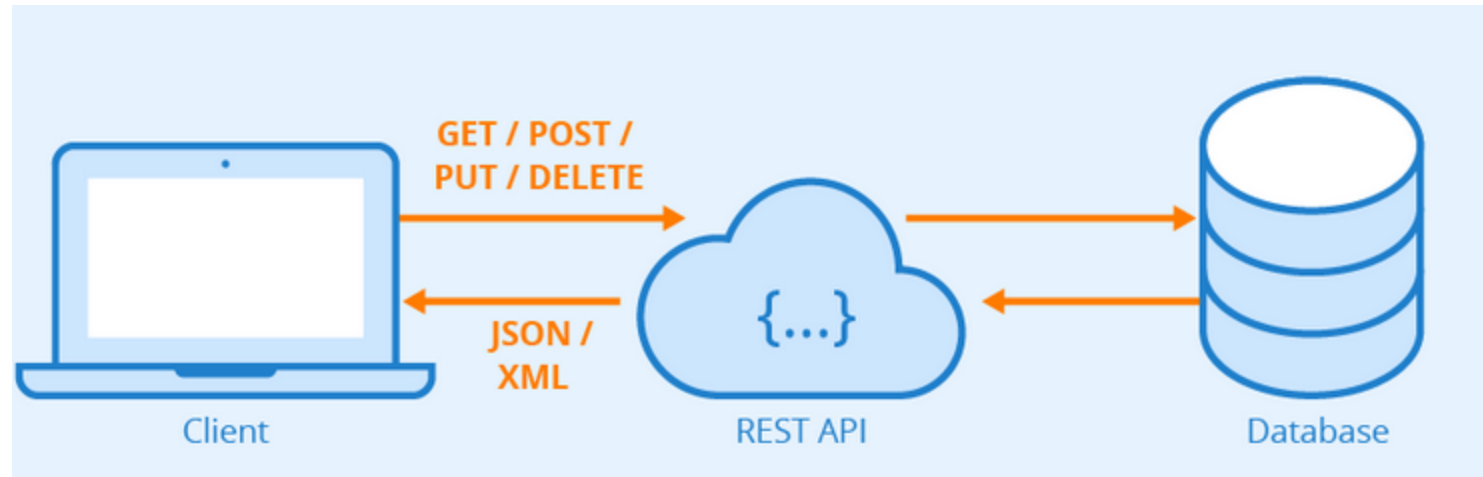 GET / POST /
PUT / DELETE
{...}
JSON /
XML
Client
REST API
Database